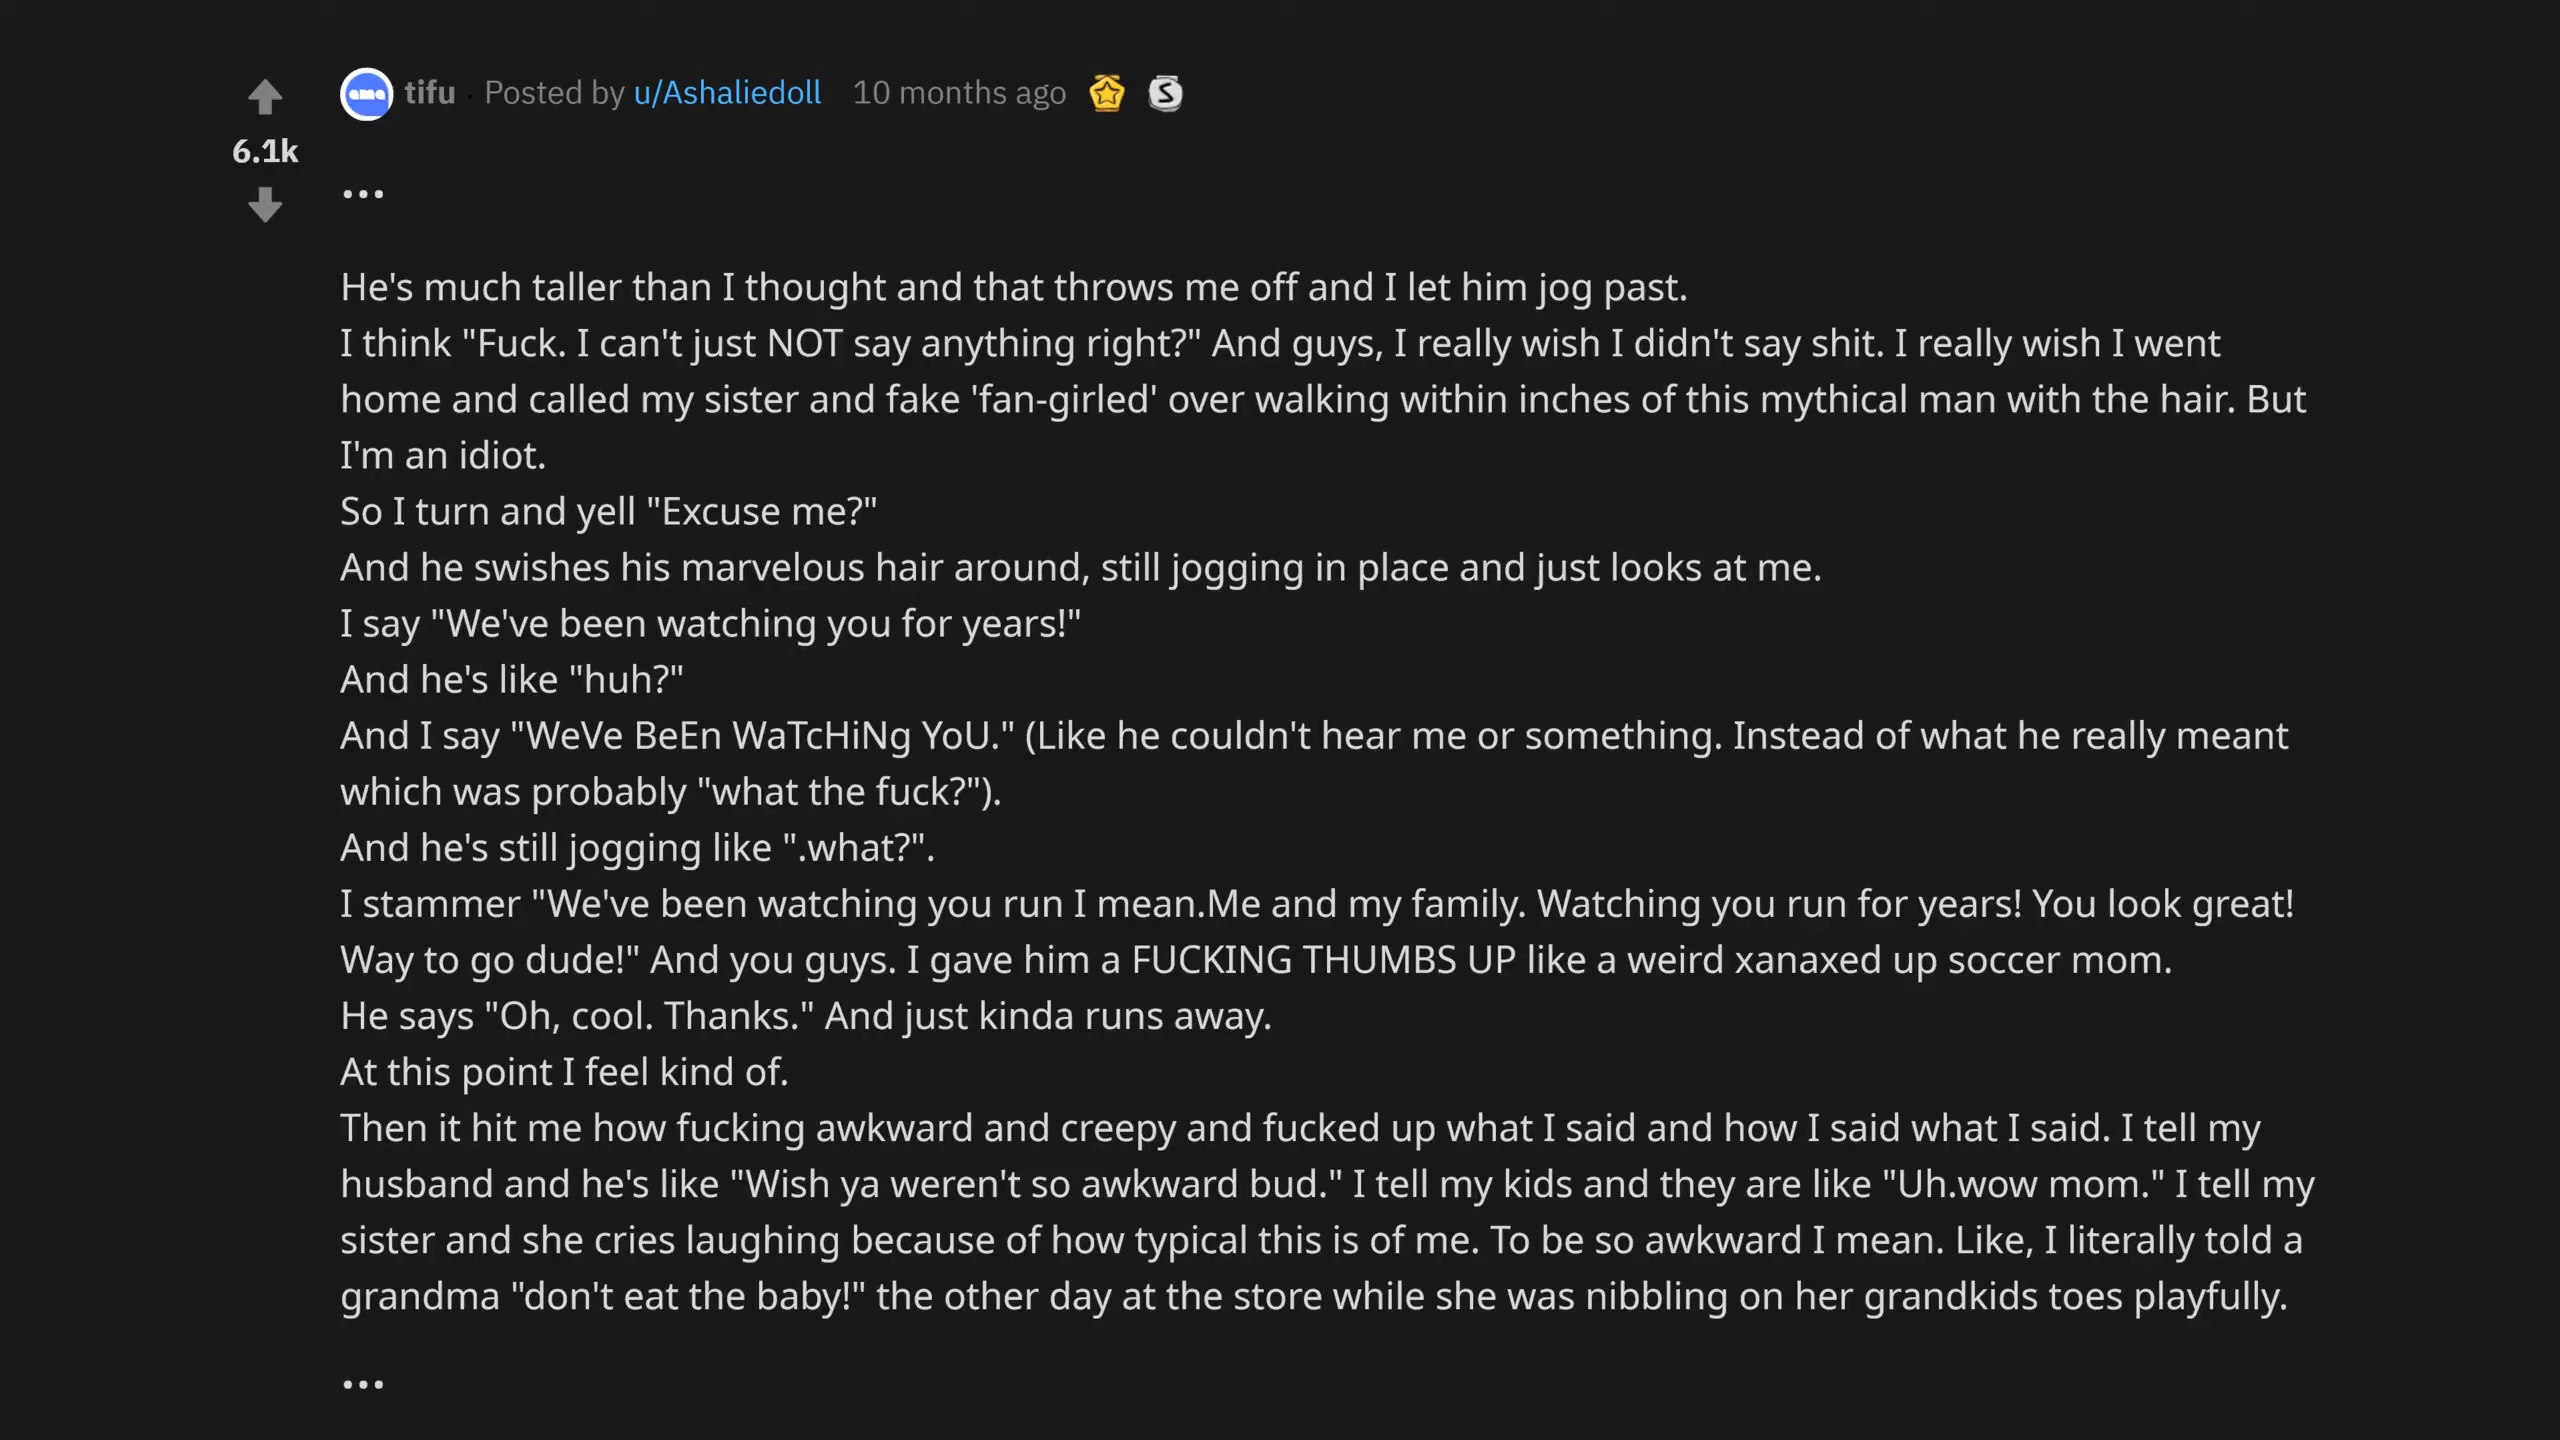 tifu · Posted by u/Ashaliedoll 10 months ago
6.1k
...
He's much taller than I thought and that throws me off and I let him jog past.
I think "Fuck. I can't just NOT say anything right?" And guys, I really wish I didn't say shit. I really wish I went
home and called my sister and fake 'fan-girled' over walking within inches of this mythical man with the hair. But
I'm an idiot.
So I turn and yell "Excuse me?"
And he swishes his marvelous hair around, still jogging in place and just looks at me.
I say "We've been watching you for years!"
And he's like "huh?"
And I say "WeVe BeEn WaTcHiNg YoU." (Like he couldn't hear me or something. Instead of what he really meant
which was probably "what the fuck?").
And he's still jogging like ".what?".
I stammer "We've been watching you run I mean.Me and my family. Watching you run for years! You look great!
Way to go dude!" And you guys. I gave him a FUCKING THUMBS UP like a weird xanaxed up soccer mom.
He says "Oh, cool. Thanks." And just kinda runs away.
At this point I feel kind of.
Then it hit me how fucking awkward and creepy and fucked up what I said and how I said what I said. I tell my
husband and he's like "Wish ya weren't so awkward bud." I tell my kids and they are like "Uh.wow mom." I tell my
sister and she cries laughing because of how typical this is of me. To be so awkward I mean. Like, I literally told a
grandma "don't eat the baby!" the other day at the store while she was nibbling on her grandkids toes playfully.
...